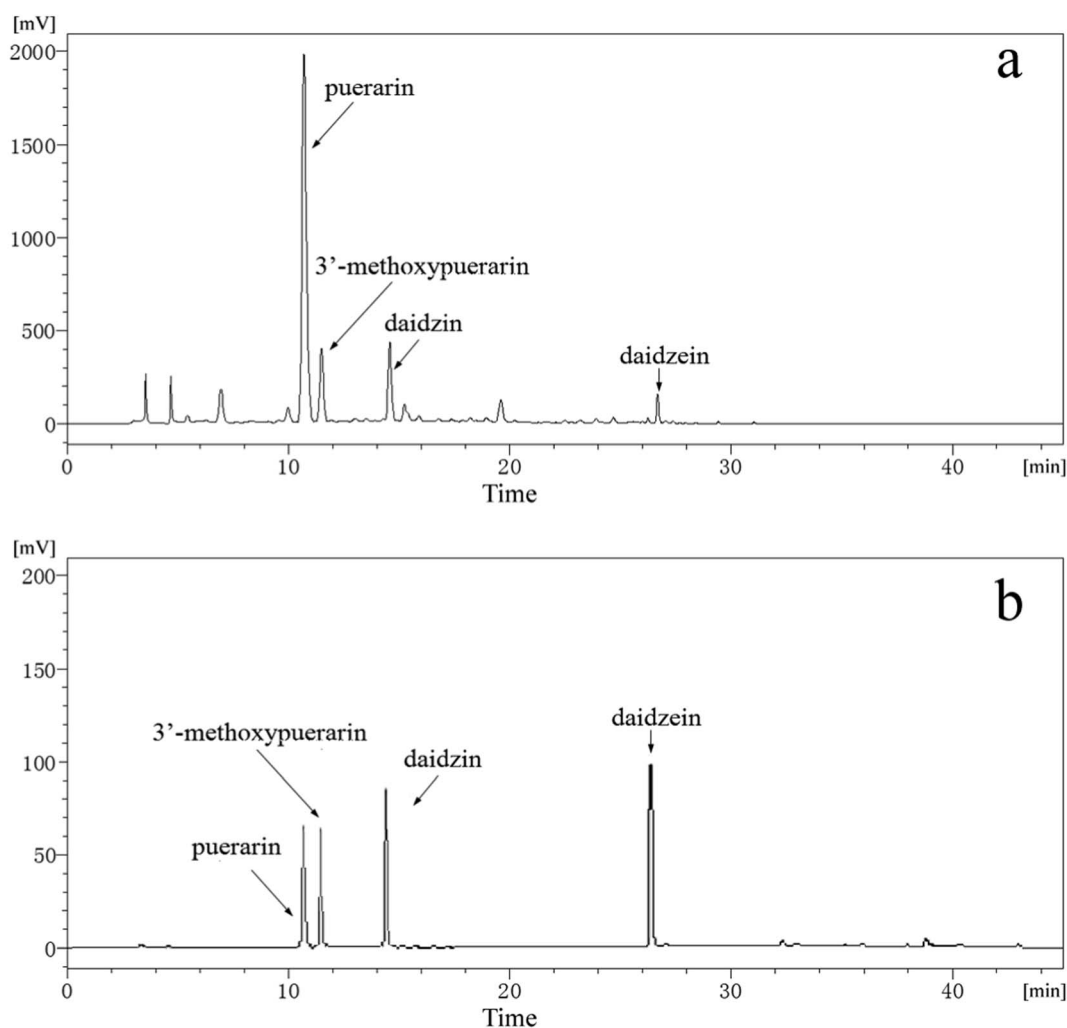 [mV]
a
2000
puerarin
1500
1000
3’-methoxypuerarin
500
daidzin
daidzein
0
0 10 20 30 40 [min]
Time
[mV]
b
200
150
daidzein
3’-methoxypuerarin
100
daidzin
50
puerarin
0
0 10 20 30 40 [min]
Time